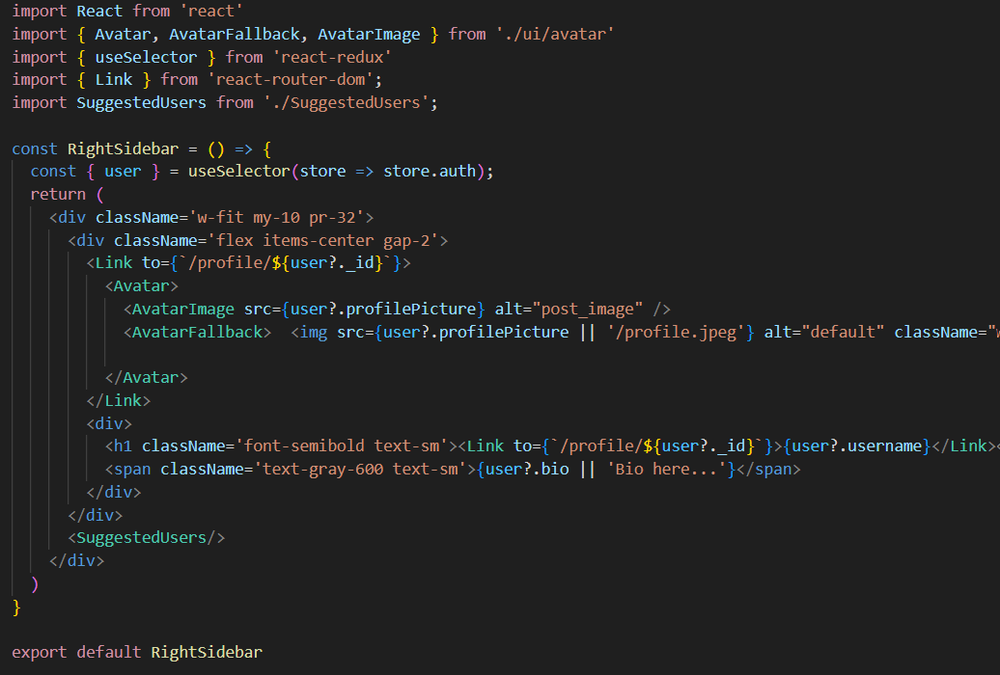 import React from 'react'
import { Avatar, AvatarFallback, AvatarImage } from './ui/avatar'
import { useSelector } from 'react-redux'
import { Link } from 'react-router-dom';
import SuggestedUsers from './SuggestedUsers';
const RightSidebar = () => {
const { user } = useSelector(store => store.auth);
return (
<div className='w-fit my-10 pr-32'>
<div className='flex items-center gap-2'>
<Link to={`/profile/${user?._id}`}>
<Avatar>
<AvatarImage src={user?.profilePicture} alt="post_image" />
<AvatarFallback>  <img src={user?.profilePicture || '/profile.jpeg'} alt="default" className="
</Avatar>
</Link>
<div>
<h1 className='font-semibold text-sm'><Link to={`/profile/${user?._id}`}>{user?.username}</Link><
<span className='text-gray-600 text-sm'>{user?.bio || 'Bio here...'}</span>
</div>
</div>
<SuggestedUsers/>
</div>
)
}
export default RightSidebar